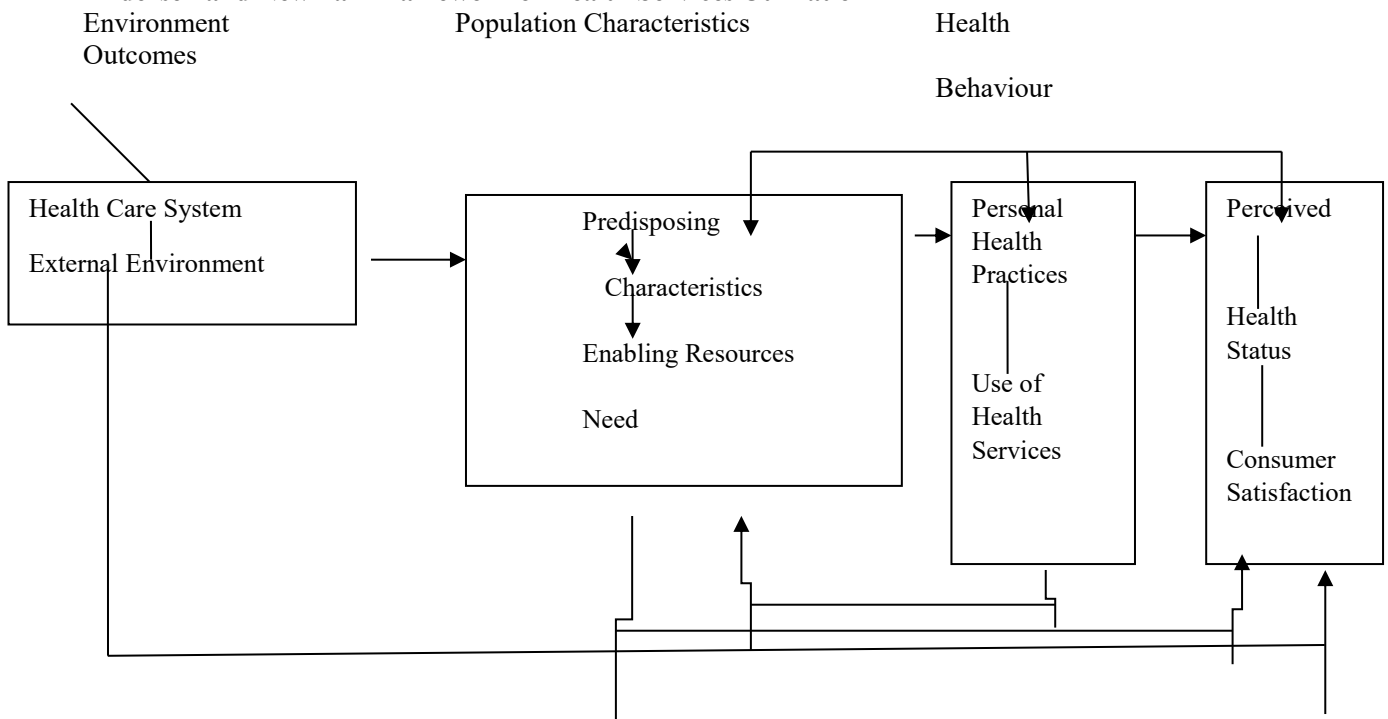 Environment Population Characteristics Health
Outcomes
Behaviour
Health Care System
External Environment
Predisposing
Characteristics
Enabling Resources
Need
Personal
Health
Practices
Use of
Health
Services
Perceived
Health
Status
Consumer
Satisfaction